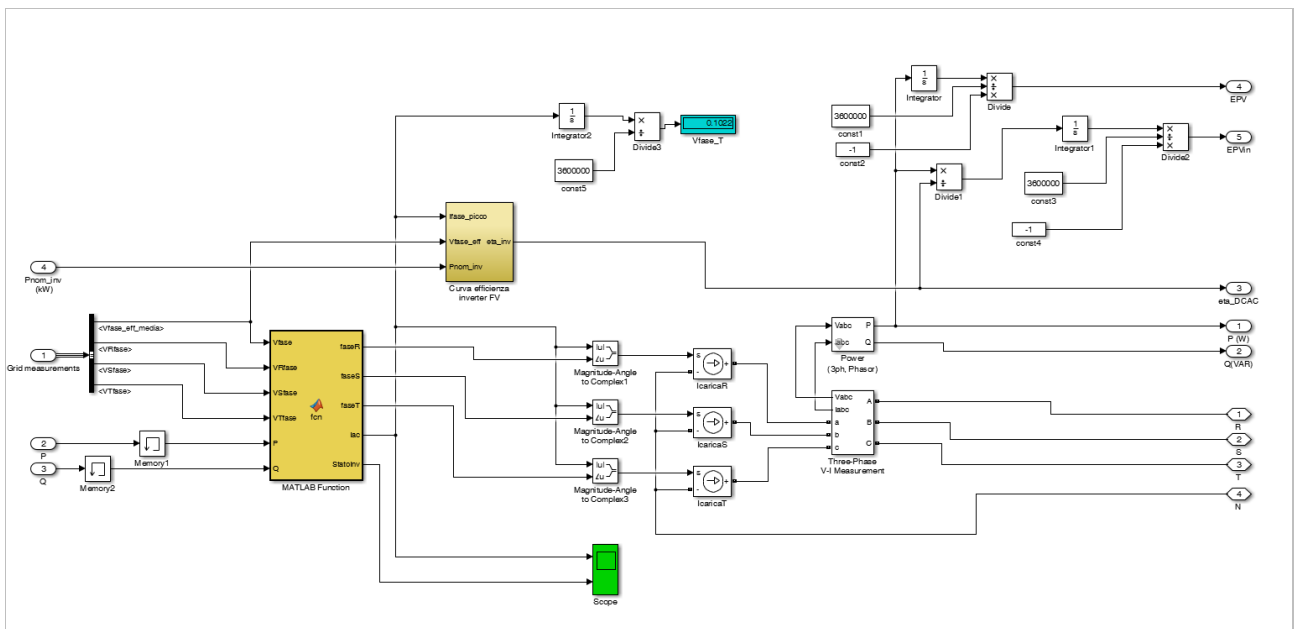 1
s
Integrator
×
÷
×
Divide
4
EPV
3600000
const1
-1
const2
1
s
Integrator2
×
÷
Divide3
0.1022
Vfase_T
3600000
const5
1
s
Integrator1
×
÷
×
Divide2
5
EPVin
×
÷
Divide1
3600000
const3
-1
const4
Ifase_picco
Vfase_eff
eta_inv
Pnom_inv
Curva efficienza
inverter FV
4
Pnom_inv
(kW)
3
eta_DCAC
1
Grid measurements
<Vfase_eff_media>
<VRfase>
<VSfase>
<VTfase>
2
P
3
Q
Memory1
Memory2
Vfase
VRfase
VSfase
VTfase
P
Q
fcn
faseR
faseS
faseT
Iac
StatoInv
MATLAB Function
|u|
∠u
Magnitude-Angle
to Complex1
|u|
∠u
Magnitude-Angle
to Complex2
|u|
∠u
Magnitude-Angle
to Complex3
s
-
+
IcaricaR
s
-
+
IcaricaS
s
-
+
IcaricaT
Vabc
P
Iabc
Q
Power
(3ph, Phasor)
Vabc
Iabc
a
b
c
A
B
C
Three-Phase
V-I Measurement
1
P (W)
2
Q(VAR)
1
R
2
S
3
T
4
N
Scope